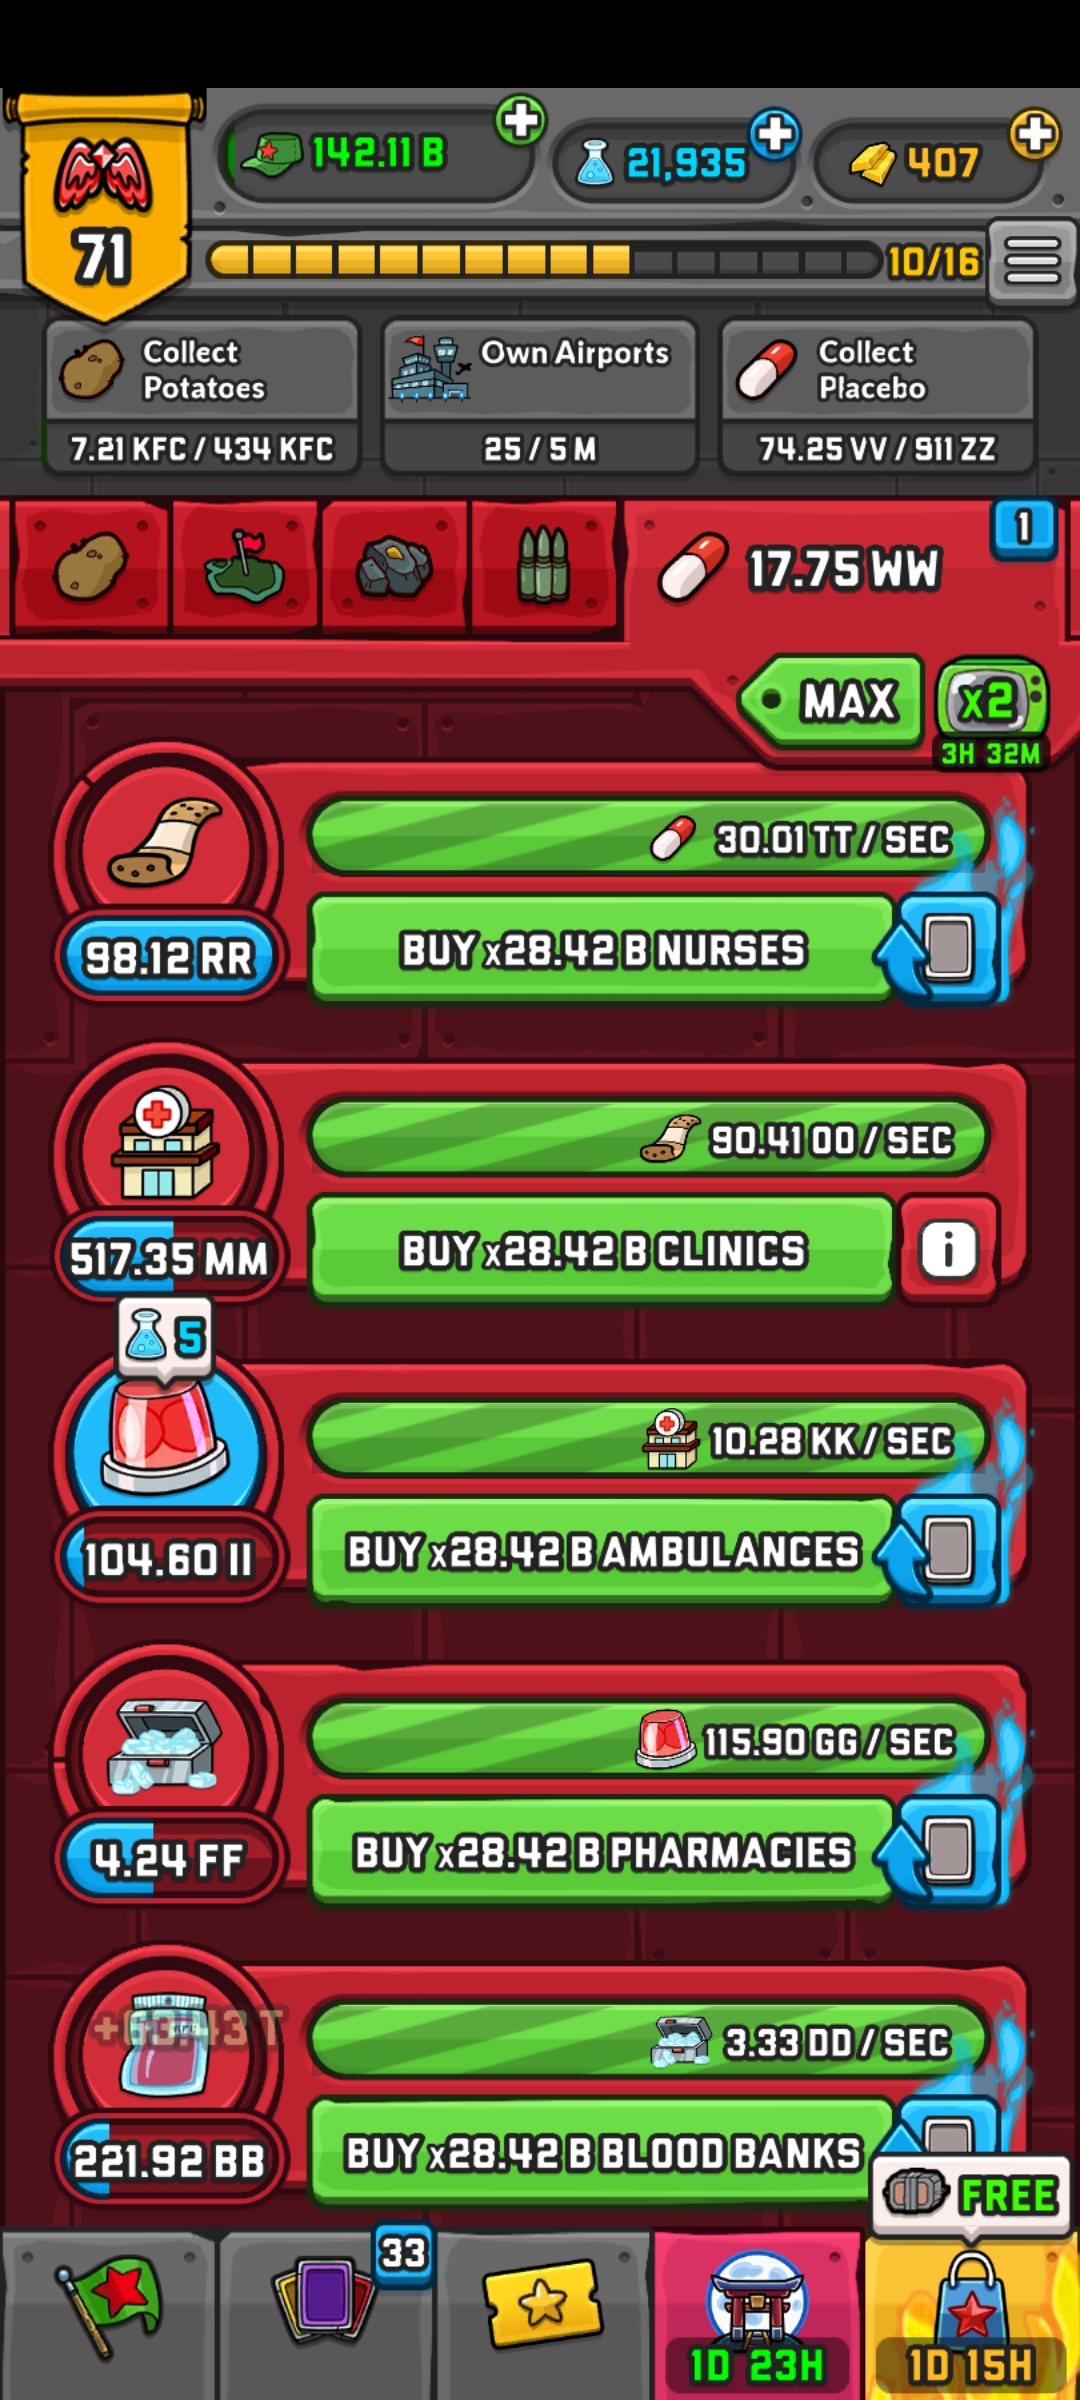 142.11 B
21,935
407
71
10/16
Collect
Potatoes
7.21 KFC / 434 KFC
Own Airports
25 / 5 M
Collect
Placebo
74.25 VV / 911 ZZ
17.75 WW
1
MAX
x2
3H 32M
30.01 TT / SEC
98.12 RR
BUY x28.42 B NURSES
90.41 OO / SEC
517.35 MM
BUY x28.42 B CLINICS
i
5
10.28 KK / SEC
104.60 II
BUY x28.42 B AMBULANCES
115.90 GG / SEC
4.24 FF
BUY x28.42 B PHARMACIES
3.33 DD / SEC
221.92 BB
BUY x28.42 B BLOOD BANKS
FREE
33
1D 23H
1D 15H